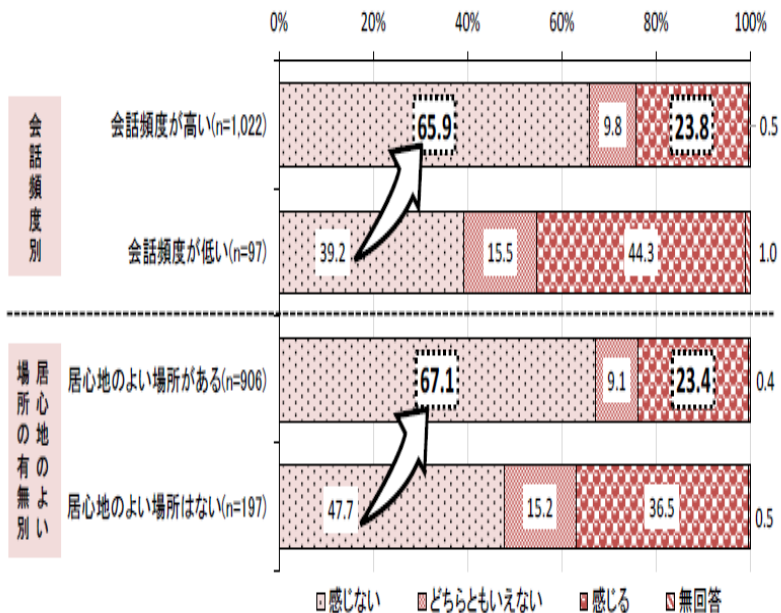 0% 20% 40% 60% 80% 100%
会話頻度別
会話頻度が高い(n=1,022) 65.9 9.8 23.8 0.5
会話頻度が低い(n=97) 39.2 15.5 44.3 1.0
居心地のよい
場所の有無別
居心地のよい場所がある(n=906) 67.1 9.1 23.4 0.4
居心地のよい場所はない(n=197) 47.7 15.2 36.5 0.5
感じない どちらともいえない 感じる 無回答